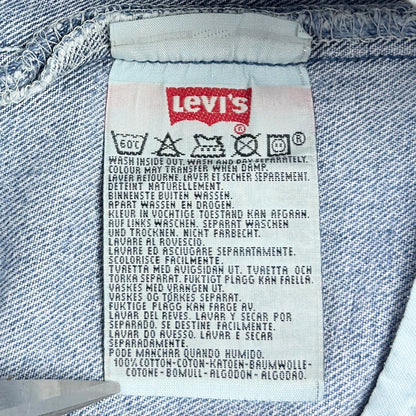 LEVI'S
®
60°C ®
WASH INSIDE OUT. WASH AND DRY SEPARATELY.
COLOUR MAY TRANSFER WHEN DAMP.
LAVER RETOURNE. LAVER ET SECHER SEPAREMENT.
DETEINT NATURELLEMENT.
BINNENSTE BUITEN WASSEN.
APART WASSEN EN DROGEN.
KLEUR IN VOCHTIGE TOESTAND KAN AFGAAN.
AUF LINKS WASCHEN. SEPARAT WASCHEN
UND TROCKNEN. NICHT FARBECHT.
LAVARE AL ROVESCIO.
LAVARE ED ASCIUGARE SEPARATAMENTE.
SCOLORISCE FACILMENTE.
TVAETTA MED AVIGSIDAN UT. TVAETTA OCH
TORKA SEPARAT. FUKTIGT PLAGG KAN FAELLA.
VASKES MED VRANGEN UT.
VASKES OG TORKES SEPARAT.
FUKTIGE PLAGG KAN FARGE AV.
LAVAR DEL REVES. LAVAR Y SECAR POR
SEPARADO. SE DESTINE FACILMENTE.
LAVAR DO AVESSO. LAVAR E SECAR
SEPARADAMENTE.
PODE MANCHAR QUANDO HUMIDO.
100% COTTON-COTON-KATOEN-BAUMWOLLE-
COTONE-BOMULL-ALGODON-ALGODAO.